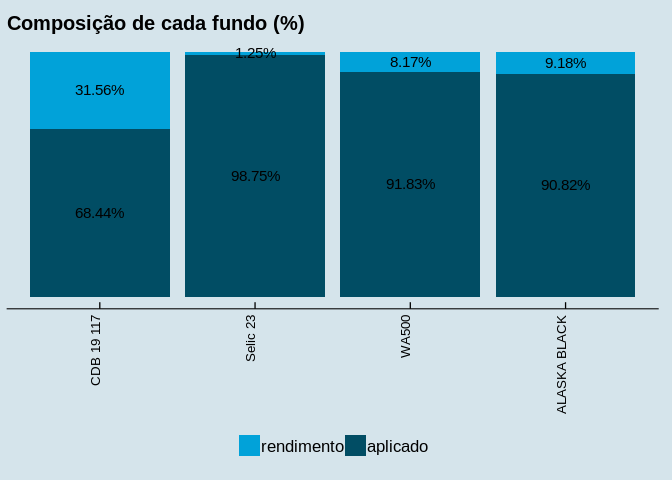 Composição de cada fundo (%)
31.56%
1.25%
8.17%
9.18%
68.44%
98.75%
91.83%
90.82%
CDB 19 117
Selic 23
WA500
ALASKA BLACK
rendimento
aplicado